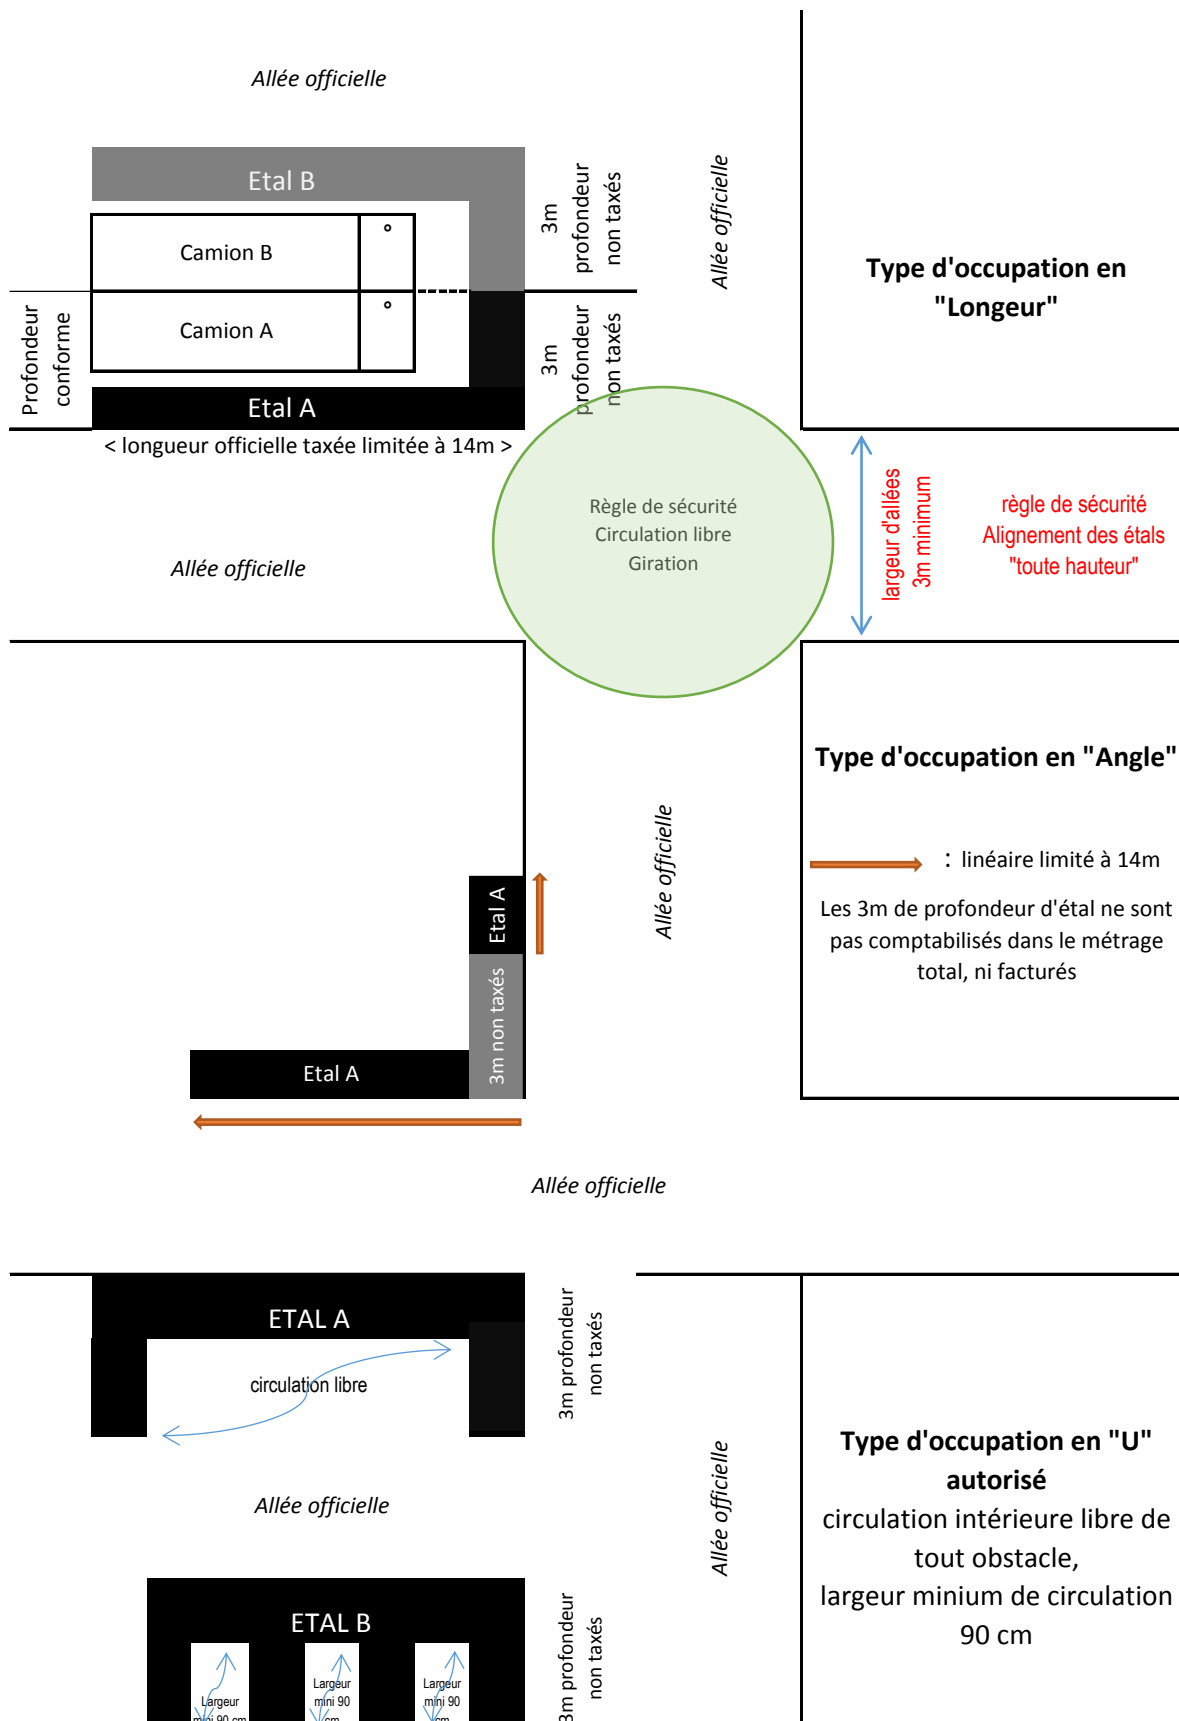 Allée officielle
Etal B
3m
profondeur
non taxés
Allée officielle
Camion B
Type d'occupation en
"Longeur"
Profondeur
conforme
Camion A
3m
profondeur
non taxés
Etal A
< longueur officielle taxée limitée à 14m >
Règle de sécurité
Circulation libre
Giration
largeur d'allées
3m minimum
règle de sécurité
Alignement des étals
"toute hauteur"
Allée officielle
Type d'occupation en "Angle"
Allée officielle
: linéaire limité à 14m
Etal A
Les 3m de profondeur d'étal ne sont
pas comptabilisés dans le métrage
total, ni facturés
3m non taxés
Etal A
Allée officielle
ETAL A
3m profondeur
non taxés
circulation libre
Type d'occupation en "U"
autorisé
circulation intérieure libre de
tout obstacle,
largeur minium de circulation
90 cm
Allée officielle
Allée officielle
ETAL B
3m profondeur
non taxés
Largeur
mini 90 cm
Largeur
mini 90
cm
Largeur
mini 90
cm